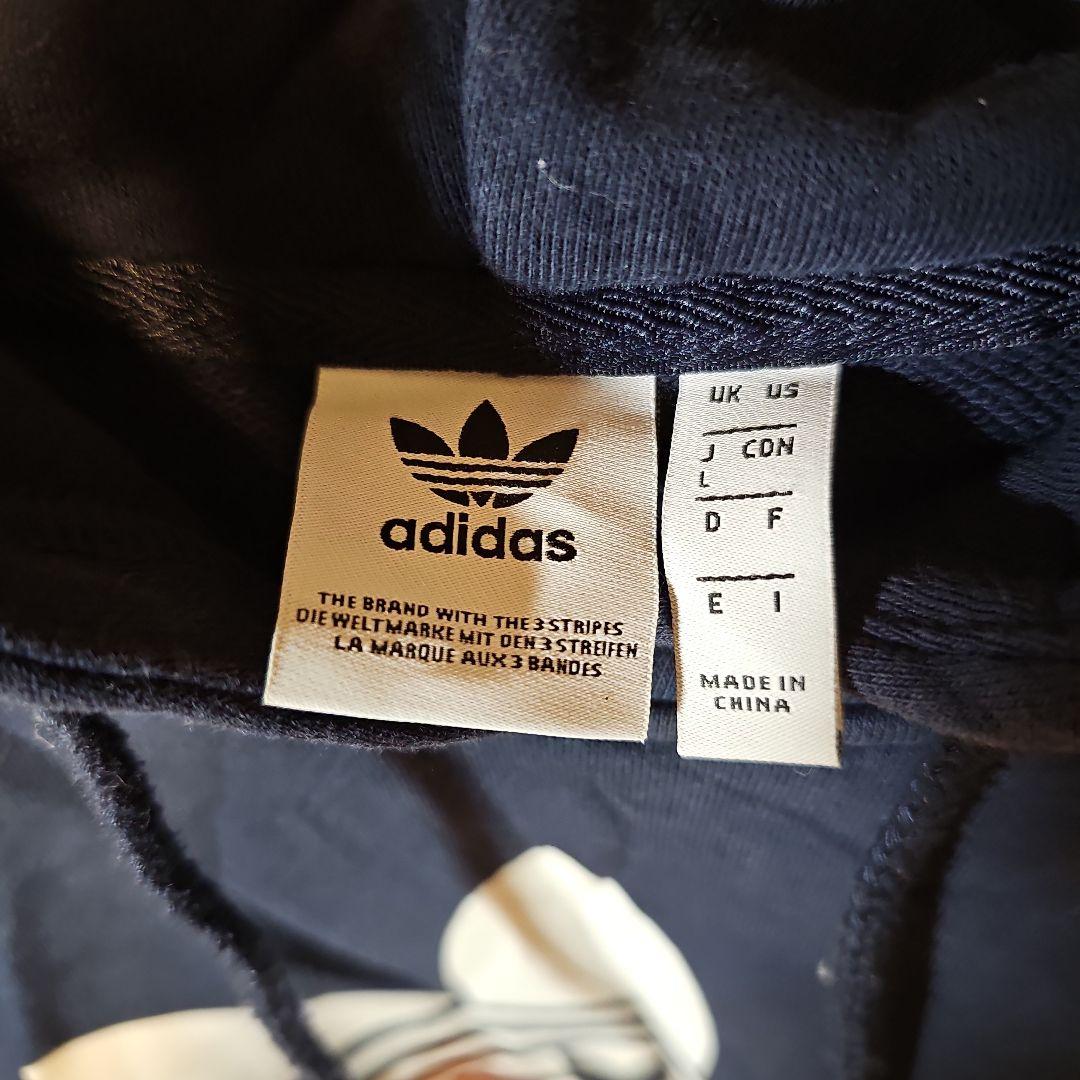 adidas
THE BRAND WITH THE 3 STRIPES
DIE WELTMARKE MIT DEN 3 STREIFEN
LA MARQUE AUX 3 BANDES
UK US
J CDN
L
D F
E I
MADE IN
CHINA